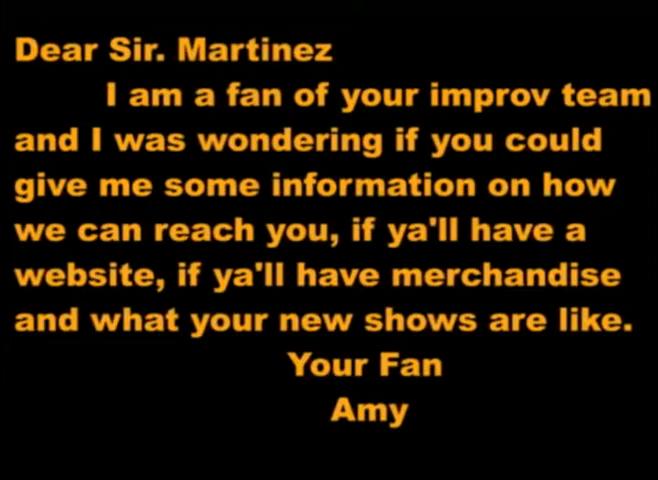 Dear Sir. Martinez
I am a fan of your improv team
and I was wondering if you could
give me some information on how
we can reach you, if ya'll have a
website, if ya'll have merchandise
and what your new shows are like.
Your Fan
Amy